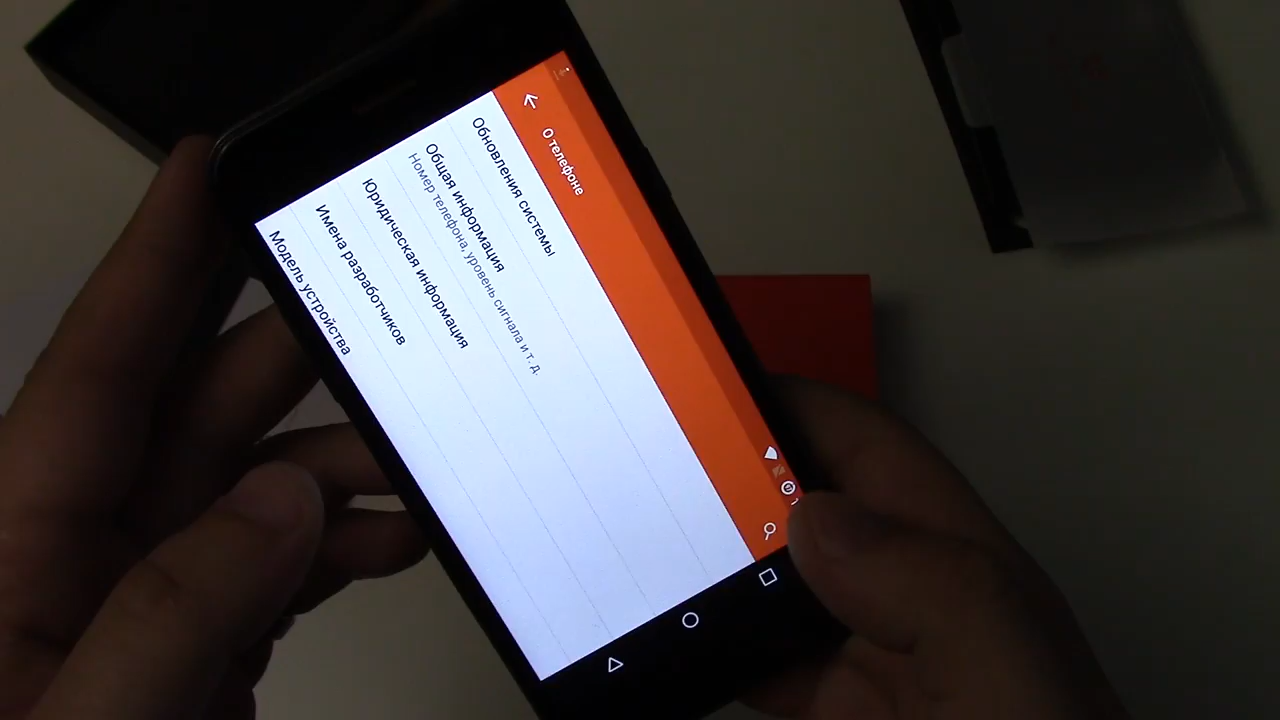 О телефоне
Обновления системы
Общая информация
Номер телефона, уровень сигнала и т. д.
Юридическая информация
Имена разработчиков
Модель устройства